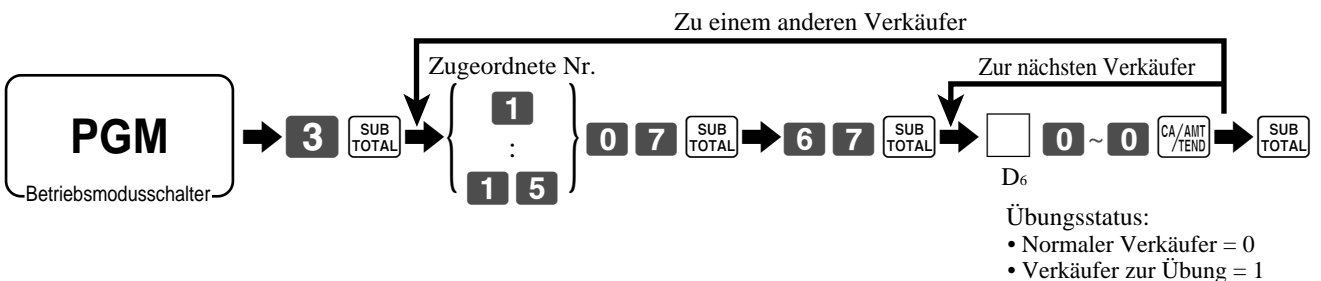 Zu einem anderen Verkäufer
Zugeordnete Nr.
Zur nächsten Verkäufer
PGM
Betriebsmodusschalter
3 SUB TOTAL { 1 : 1 5 } 0 7 SUB TOTAL 6 7 SUB TOTAL 0 ~ 0 CA/AMT /TEND SUB TOTAL
D6
Übungsstatus:
• Normaler Verkäufer = 0
• Verkäufer zur Übung = 1